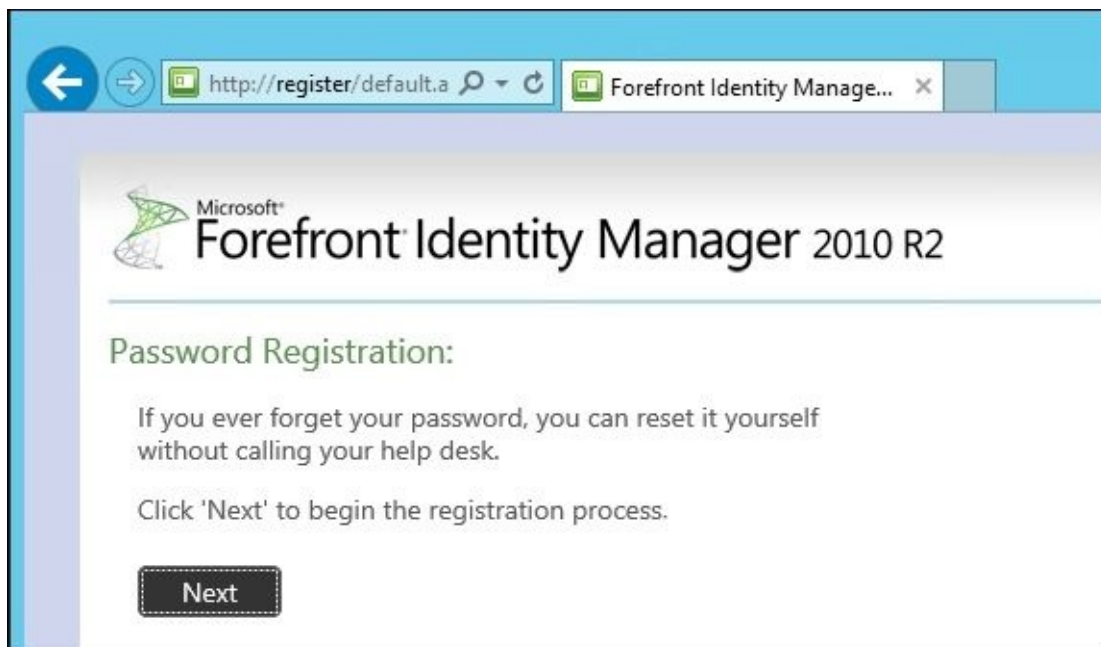 http://register/default.a
Forefront Identity Manage...
Microsoft®
Forefront Identity Manager 2010 R2
Password Registration:
If you ever forget your password, you can reset it yourself
without calling your help desk.
Click 'Next' to begin the registration process.
Next